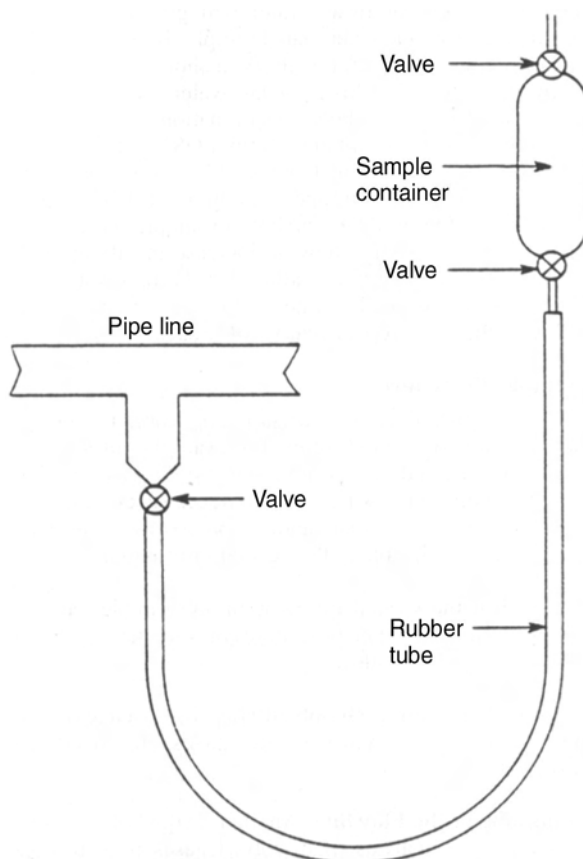 Valve
Sample
container
Valve
Pipe line
Valve
Rubber
tube